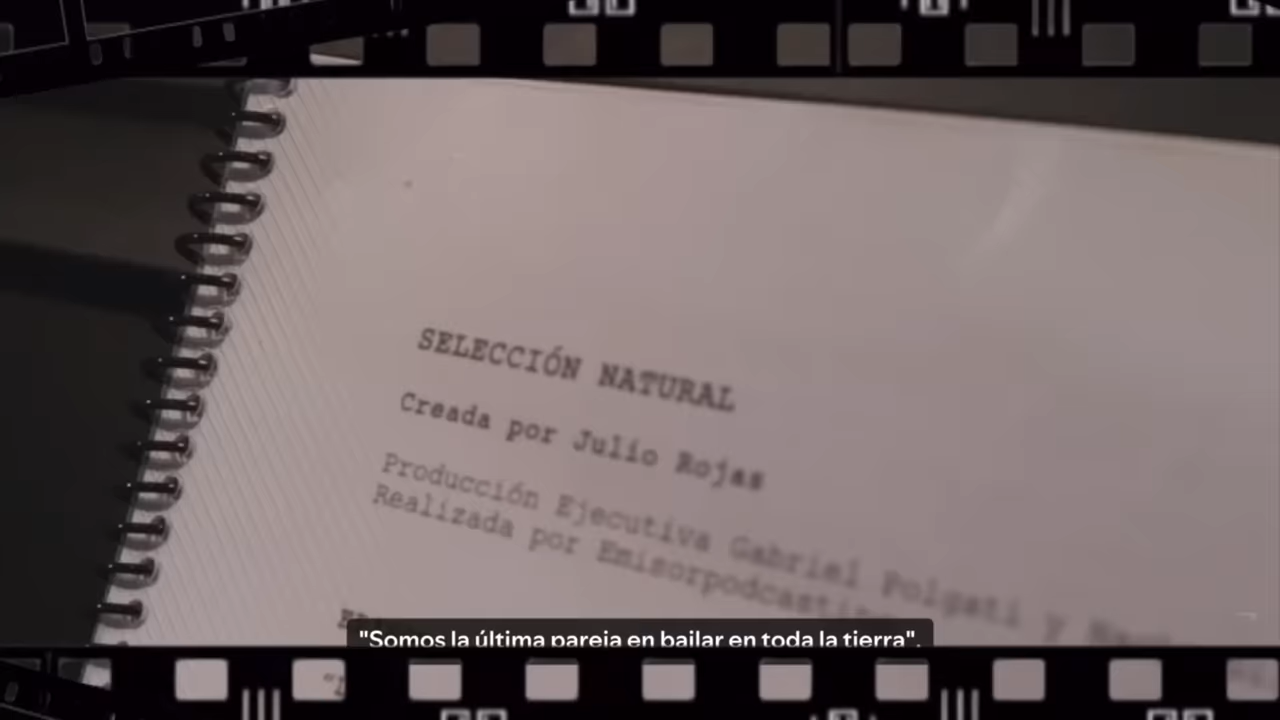 SELECCIÓN NATURAL
Creada por Julio Rojas
Producción Ejecutiva Gabriel Polgati y
Realizada por Emisorpodcasting
"Somos la última pareja en bailar en toda la tierra".